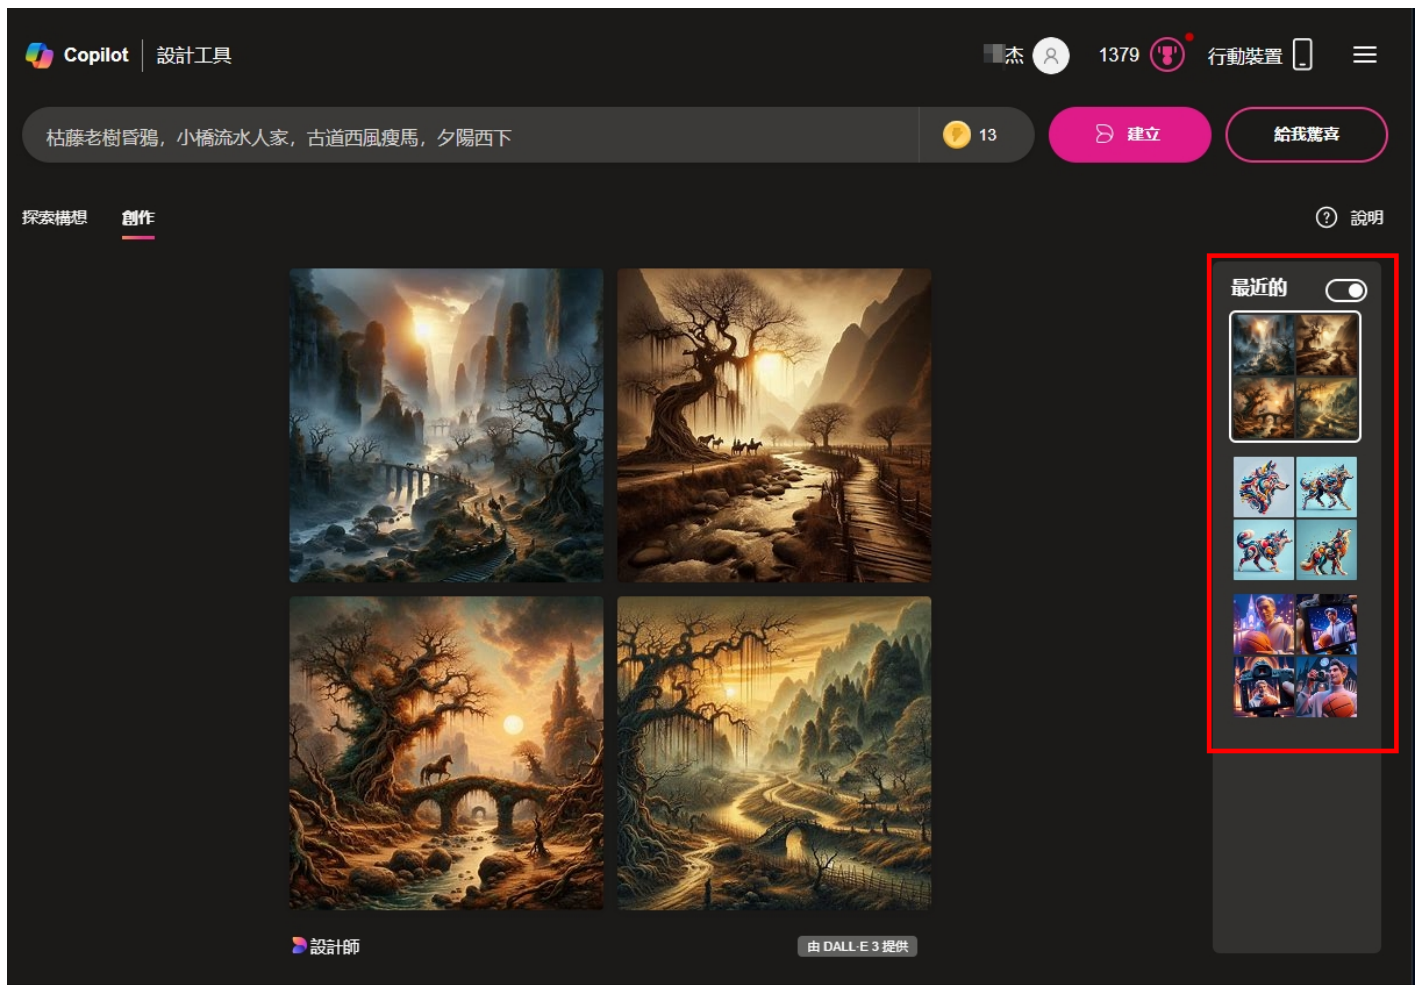 Copilot 設計工具 杰 1379 行動裝置
枯藤老樹昏鴉，小橋流水人家，古道西風瘦馬，夕陽西下 13 建立 給我驚喜
探索構想 創作 說明
最近的
設計師 由 DALL·E 3 提供